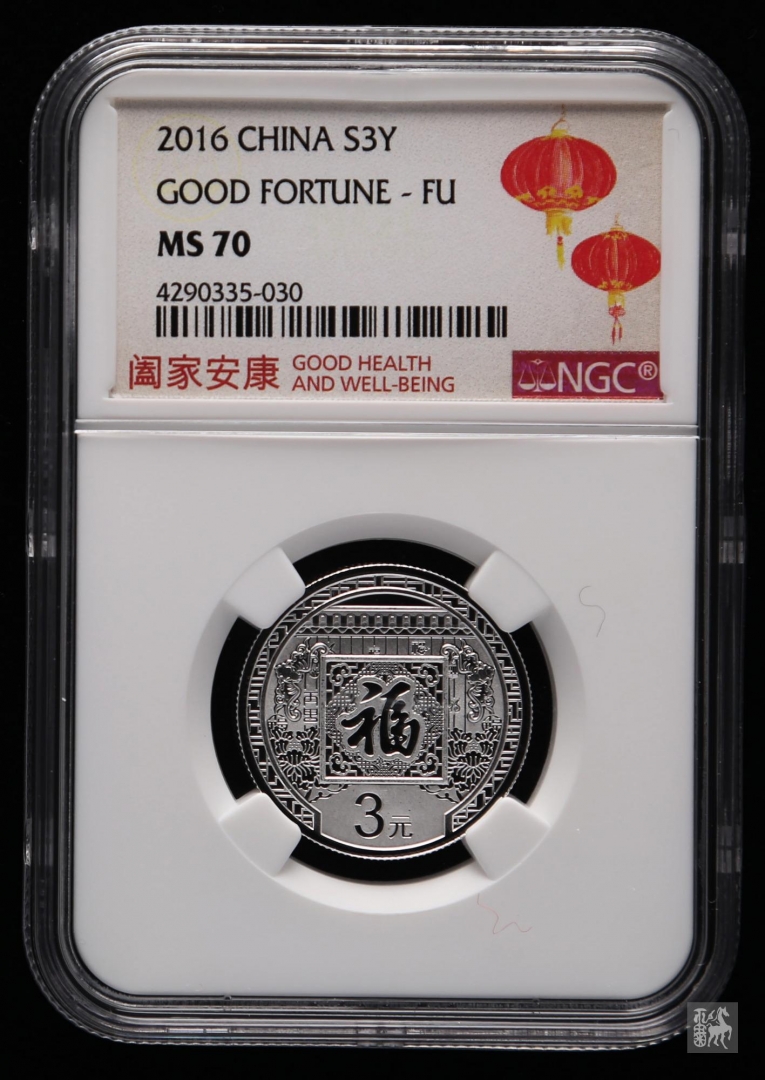 2016 CHINA S3Y
GOOD FORTUNE - FU
MS 70
4290335-030
阖家安康
GOOD HEALTH
AND WELL-BEING
NGC®
福
3元